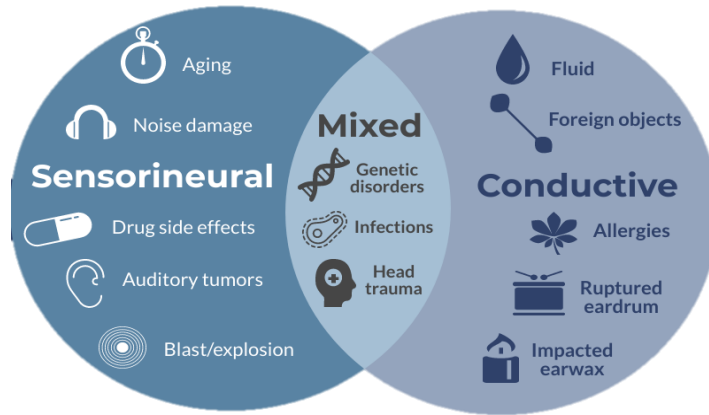 Aging
Noise damage
Sensorineural
Drug side effects
Auditory tumors
Blast/explosion
Mixed
Genetic
disorders
Infections
Head
trauma
Fluid
Foreign objects
Conductive
Allergies
Ruptured
eardrum
Impacted
earwax